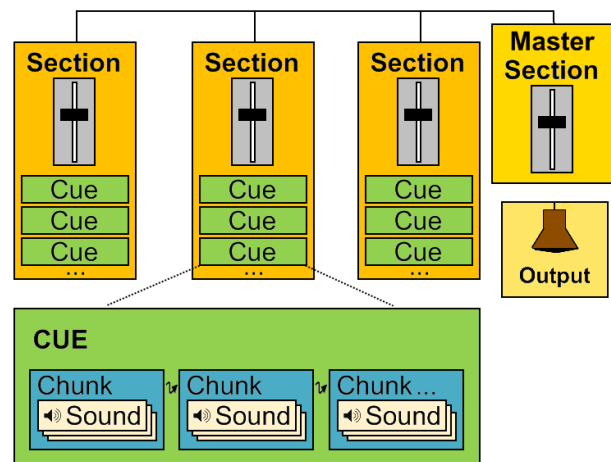 Section
Cue
Cue
Cue
...
Section
Cue
Cue
Cue
...
Section
Cue
Cue
Cue
...
Master
Section
Output
CUE
Chunk
Sound
Chunk
Sound
Chunk...
Sound